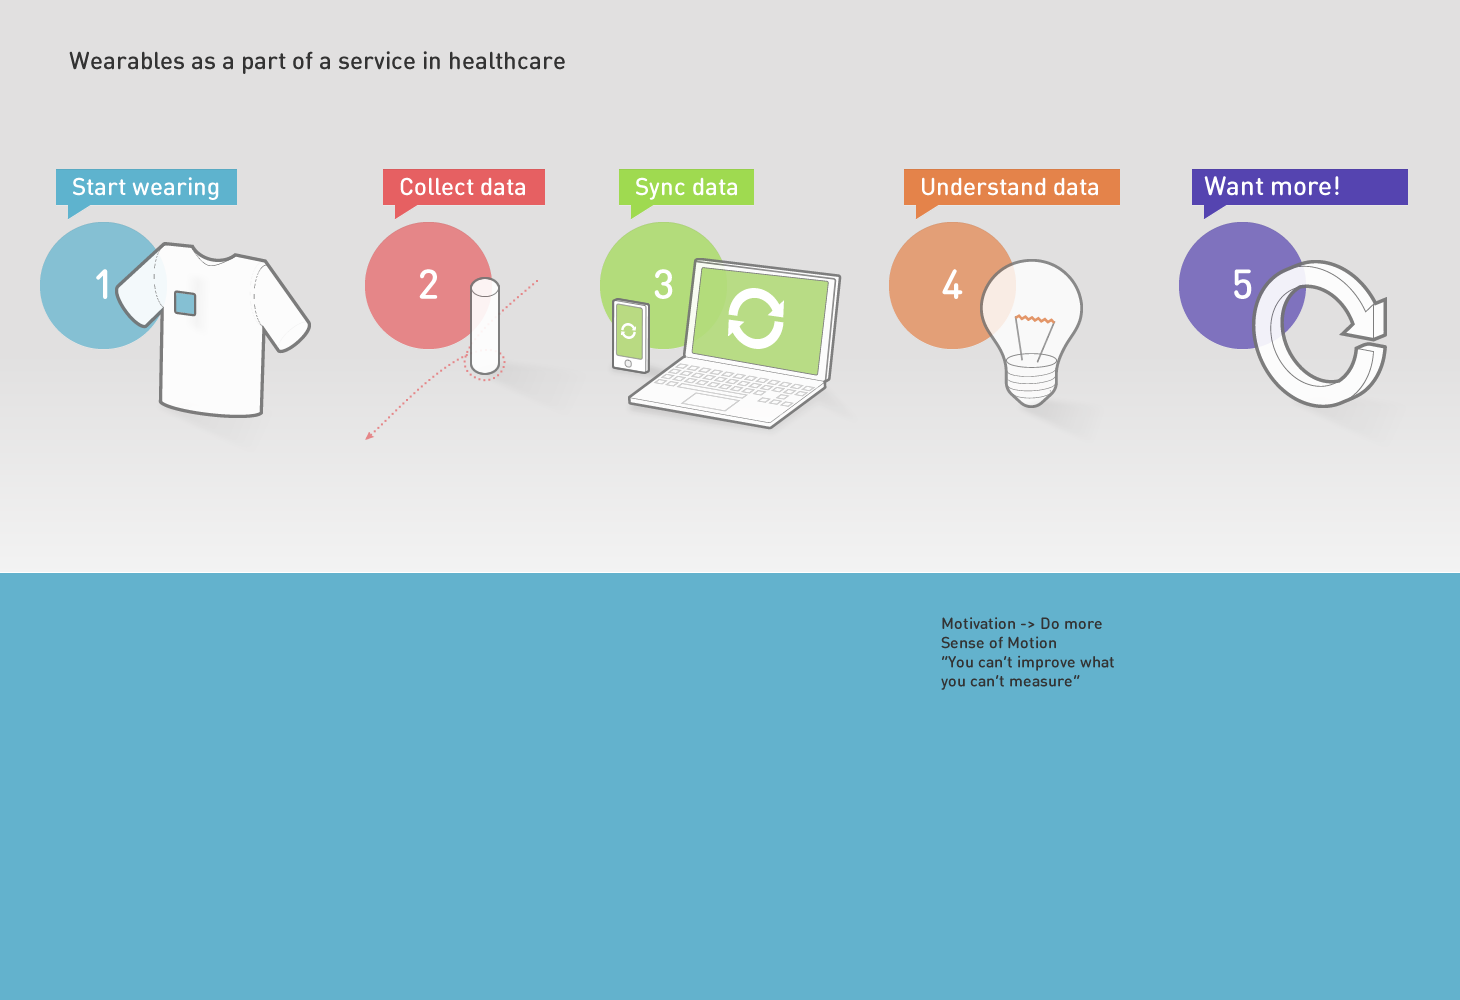 Wearables as a part of a service in healthcare
Start wearing
Collect data
Sync data
Understand data
Want more!
1
2
3
4
5
Motivation -> Do more
Sense of Motion
“You can’t improve what
you can’t measure”